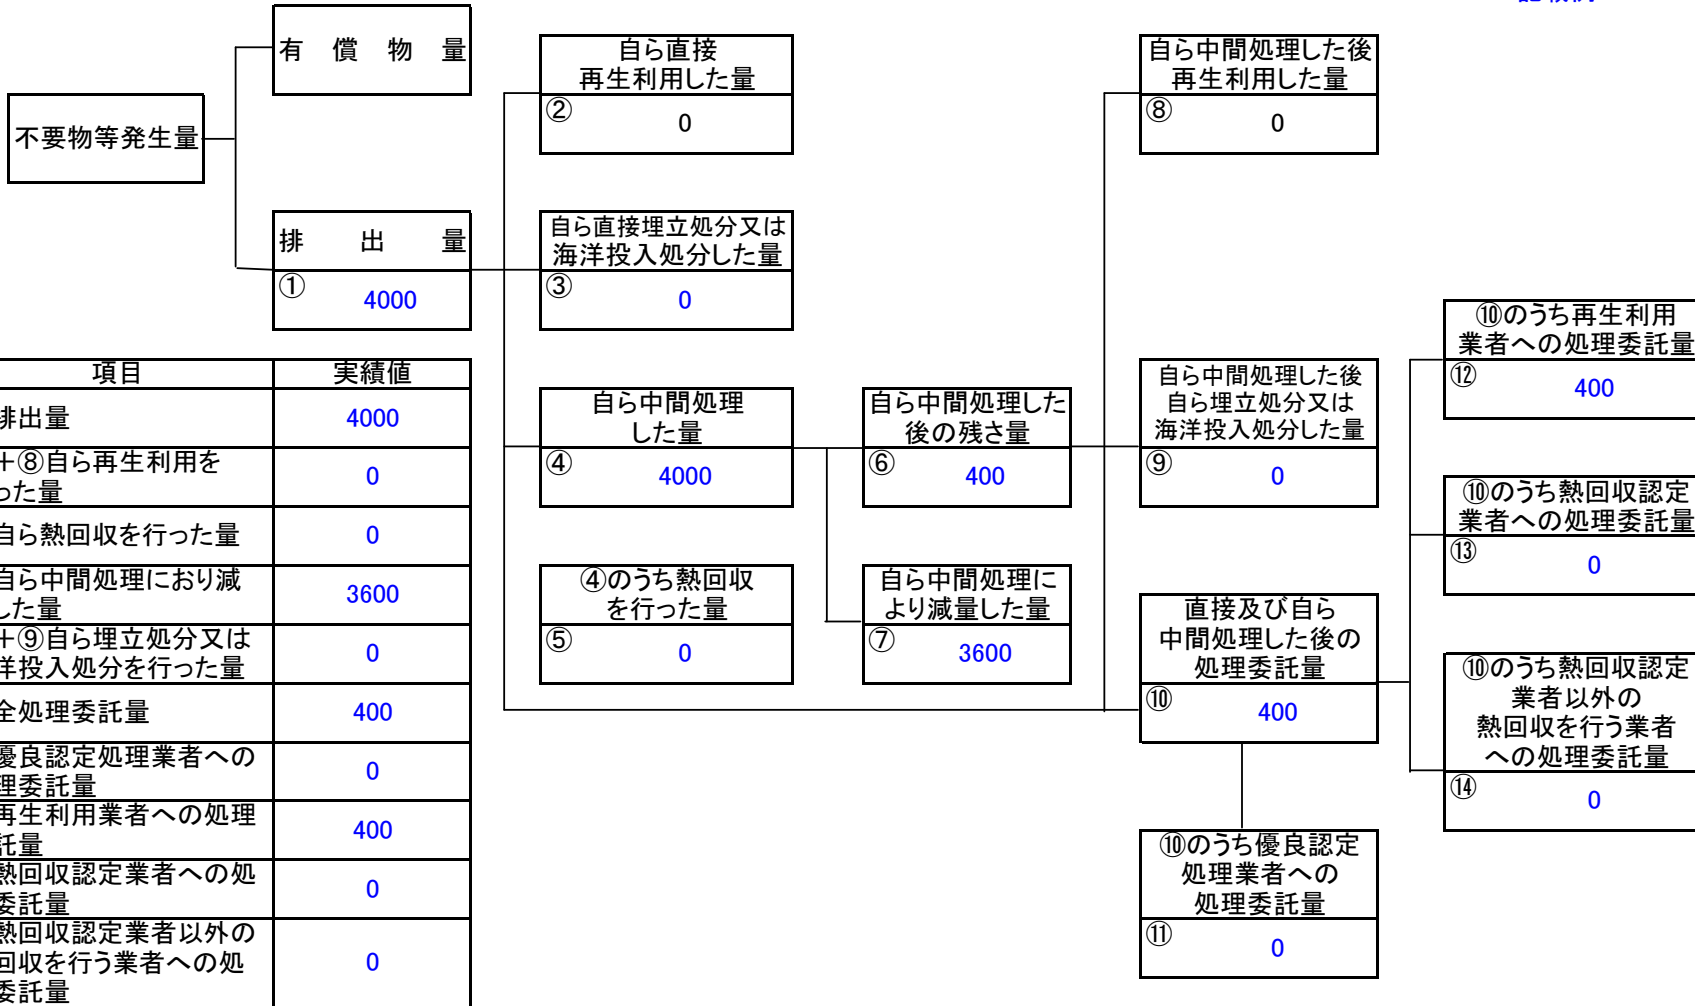 有償物量
不要物等発生量
排出量
① 4000
自ら直接
再生利用した量
② 0
自ら直接埋立処分又は
海洋投入処分した量
③ 0
自ら中間処理
した量
④ 4000
④のうち熱回収
を行った量
⑤ 0
自ら中間処理した
後の残さ量
⑥ 400
自ら中間処理に
より減量した量
⑦ 3600
自ら中間処理した後
再生利用した量
⑧ 0
自ら中間処理した後
自ら埋立処分又は
海洋投入処分した量
⑨ 0
直接及び自ら
中間処理した後の
処理委託量
⑩ 400
⑩のうち優良認定
処理業者への
処理委託量
⑪ 0
⑩のうち再生利用
業者への処理委託量
⑫ 400
⑩のうち熱回収認定
業者への処理委託量
⑬ 0
⑩のうち熱回収認定
業者以外の
熱回収を行う業者
への処理委託量
⑭ 0
項目 実績値
排出量 4000
+⑧自ら再生利用を
った量 0
自ら熱回収を行った量 0
自ら中間処理におり減
した量 3600
+⑨自ら埋立処分又は
洋投入処分を行った量 0
全処理委託量 400
優良認定処理業者への
理委託量 0
再生利用業者への処理
託量 400
熱回収認定業者への処
委託量 0
熱回収認定業者以外の
回収を行う業者への処
委託量 0